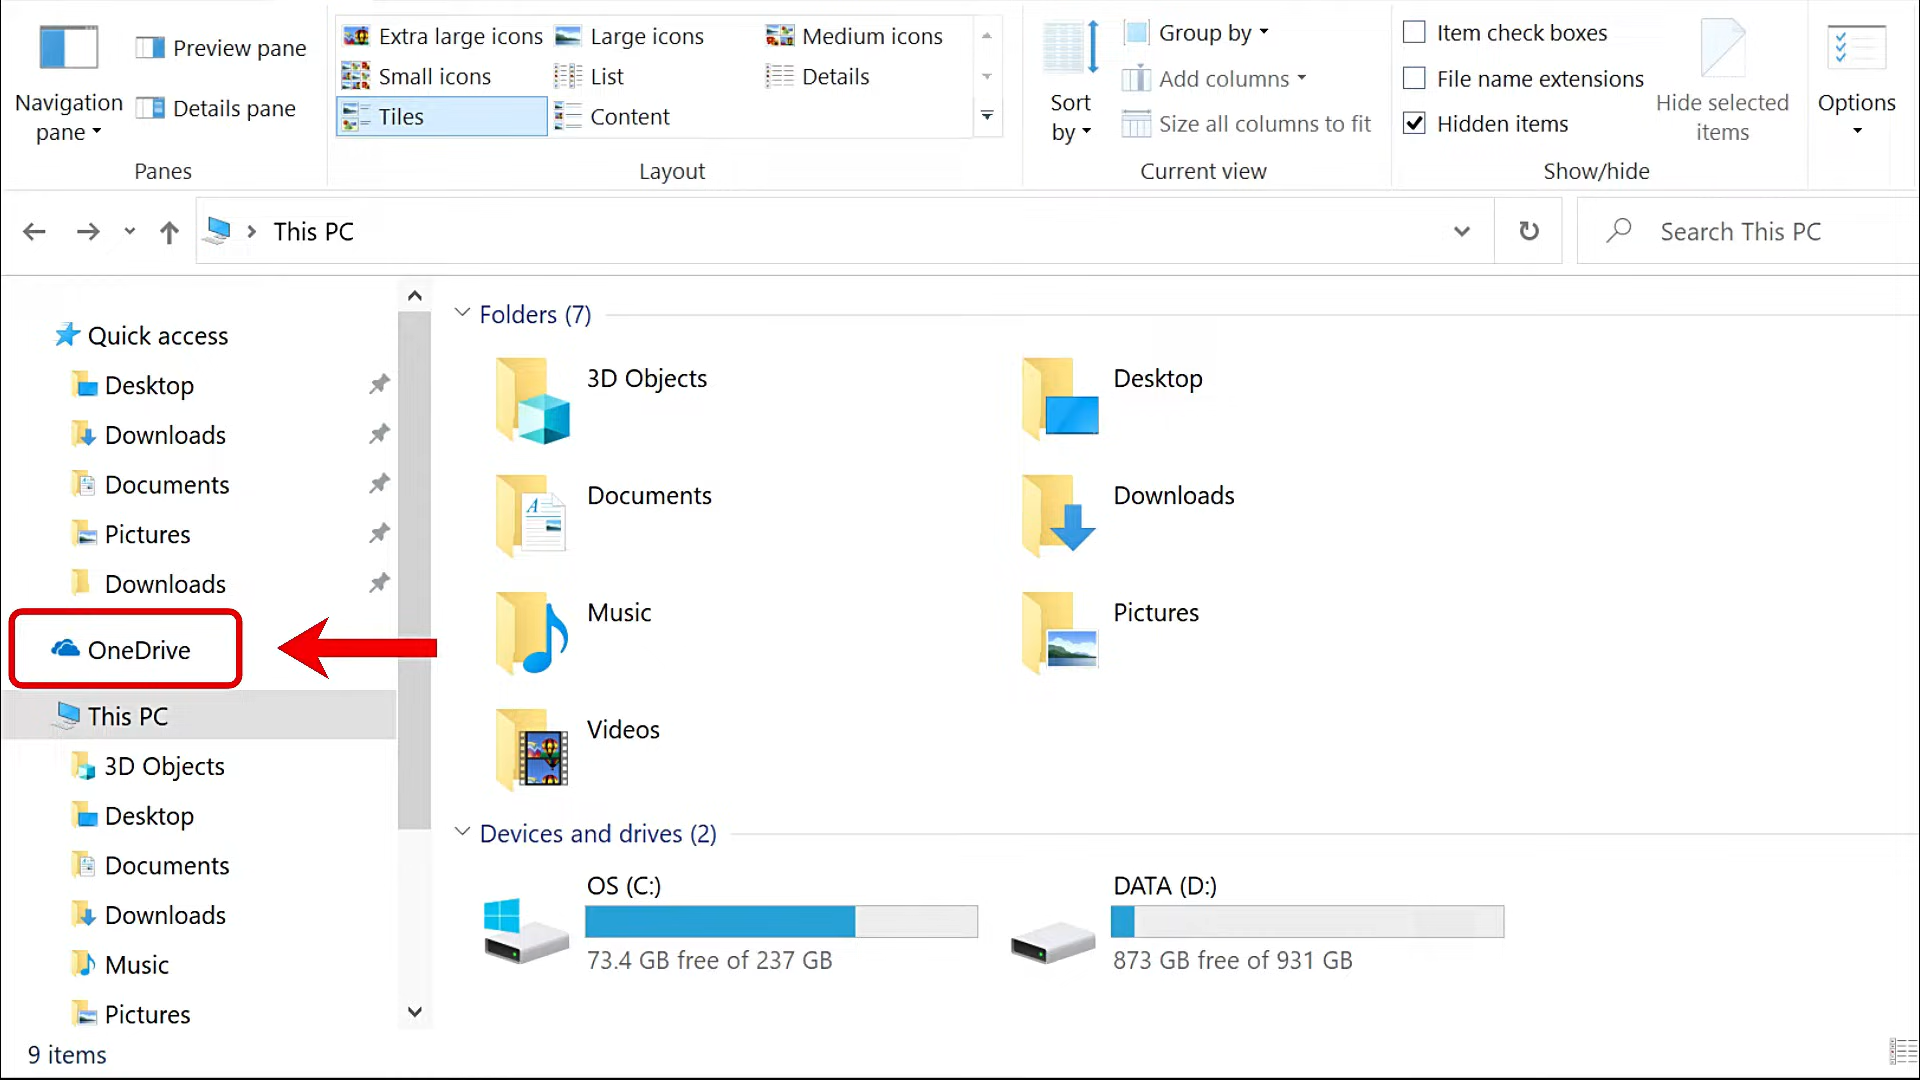 Navigation
pane
Preview pane
Details pane
Panes
Extra large icons
Large icons
Medium icons
Small icons
List
Details
Tiles
Content
Layout
Sort
by
Group by
Add columns
Size all columns to fit
Current view
Item check boxes
File name extensions
Hidden items
Hide selected
items
Show/hide
Options
This PC
Search This PC
Quick access
Desktop
Downloads
Documents
Pictures
Downloads
OneDrive
This PC
3D Objects
Desktop
Documents
Downloads
Music
Pictures
Folders (7)
3D Objects
Desktop
Documents
Downloads
Music
Pictures
Videos
Devices and drives (2)
OS (C:)
73.4 GB free of 237 GB
DATA (D:)
873 GB free of 931 GB
9 items